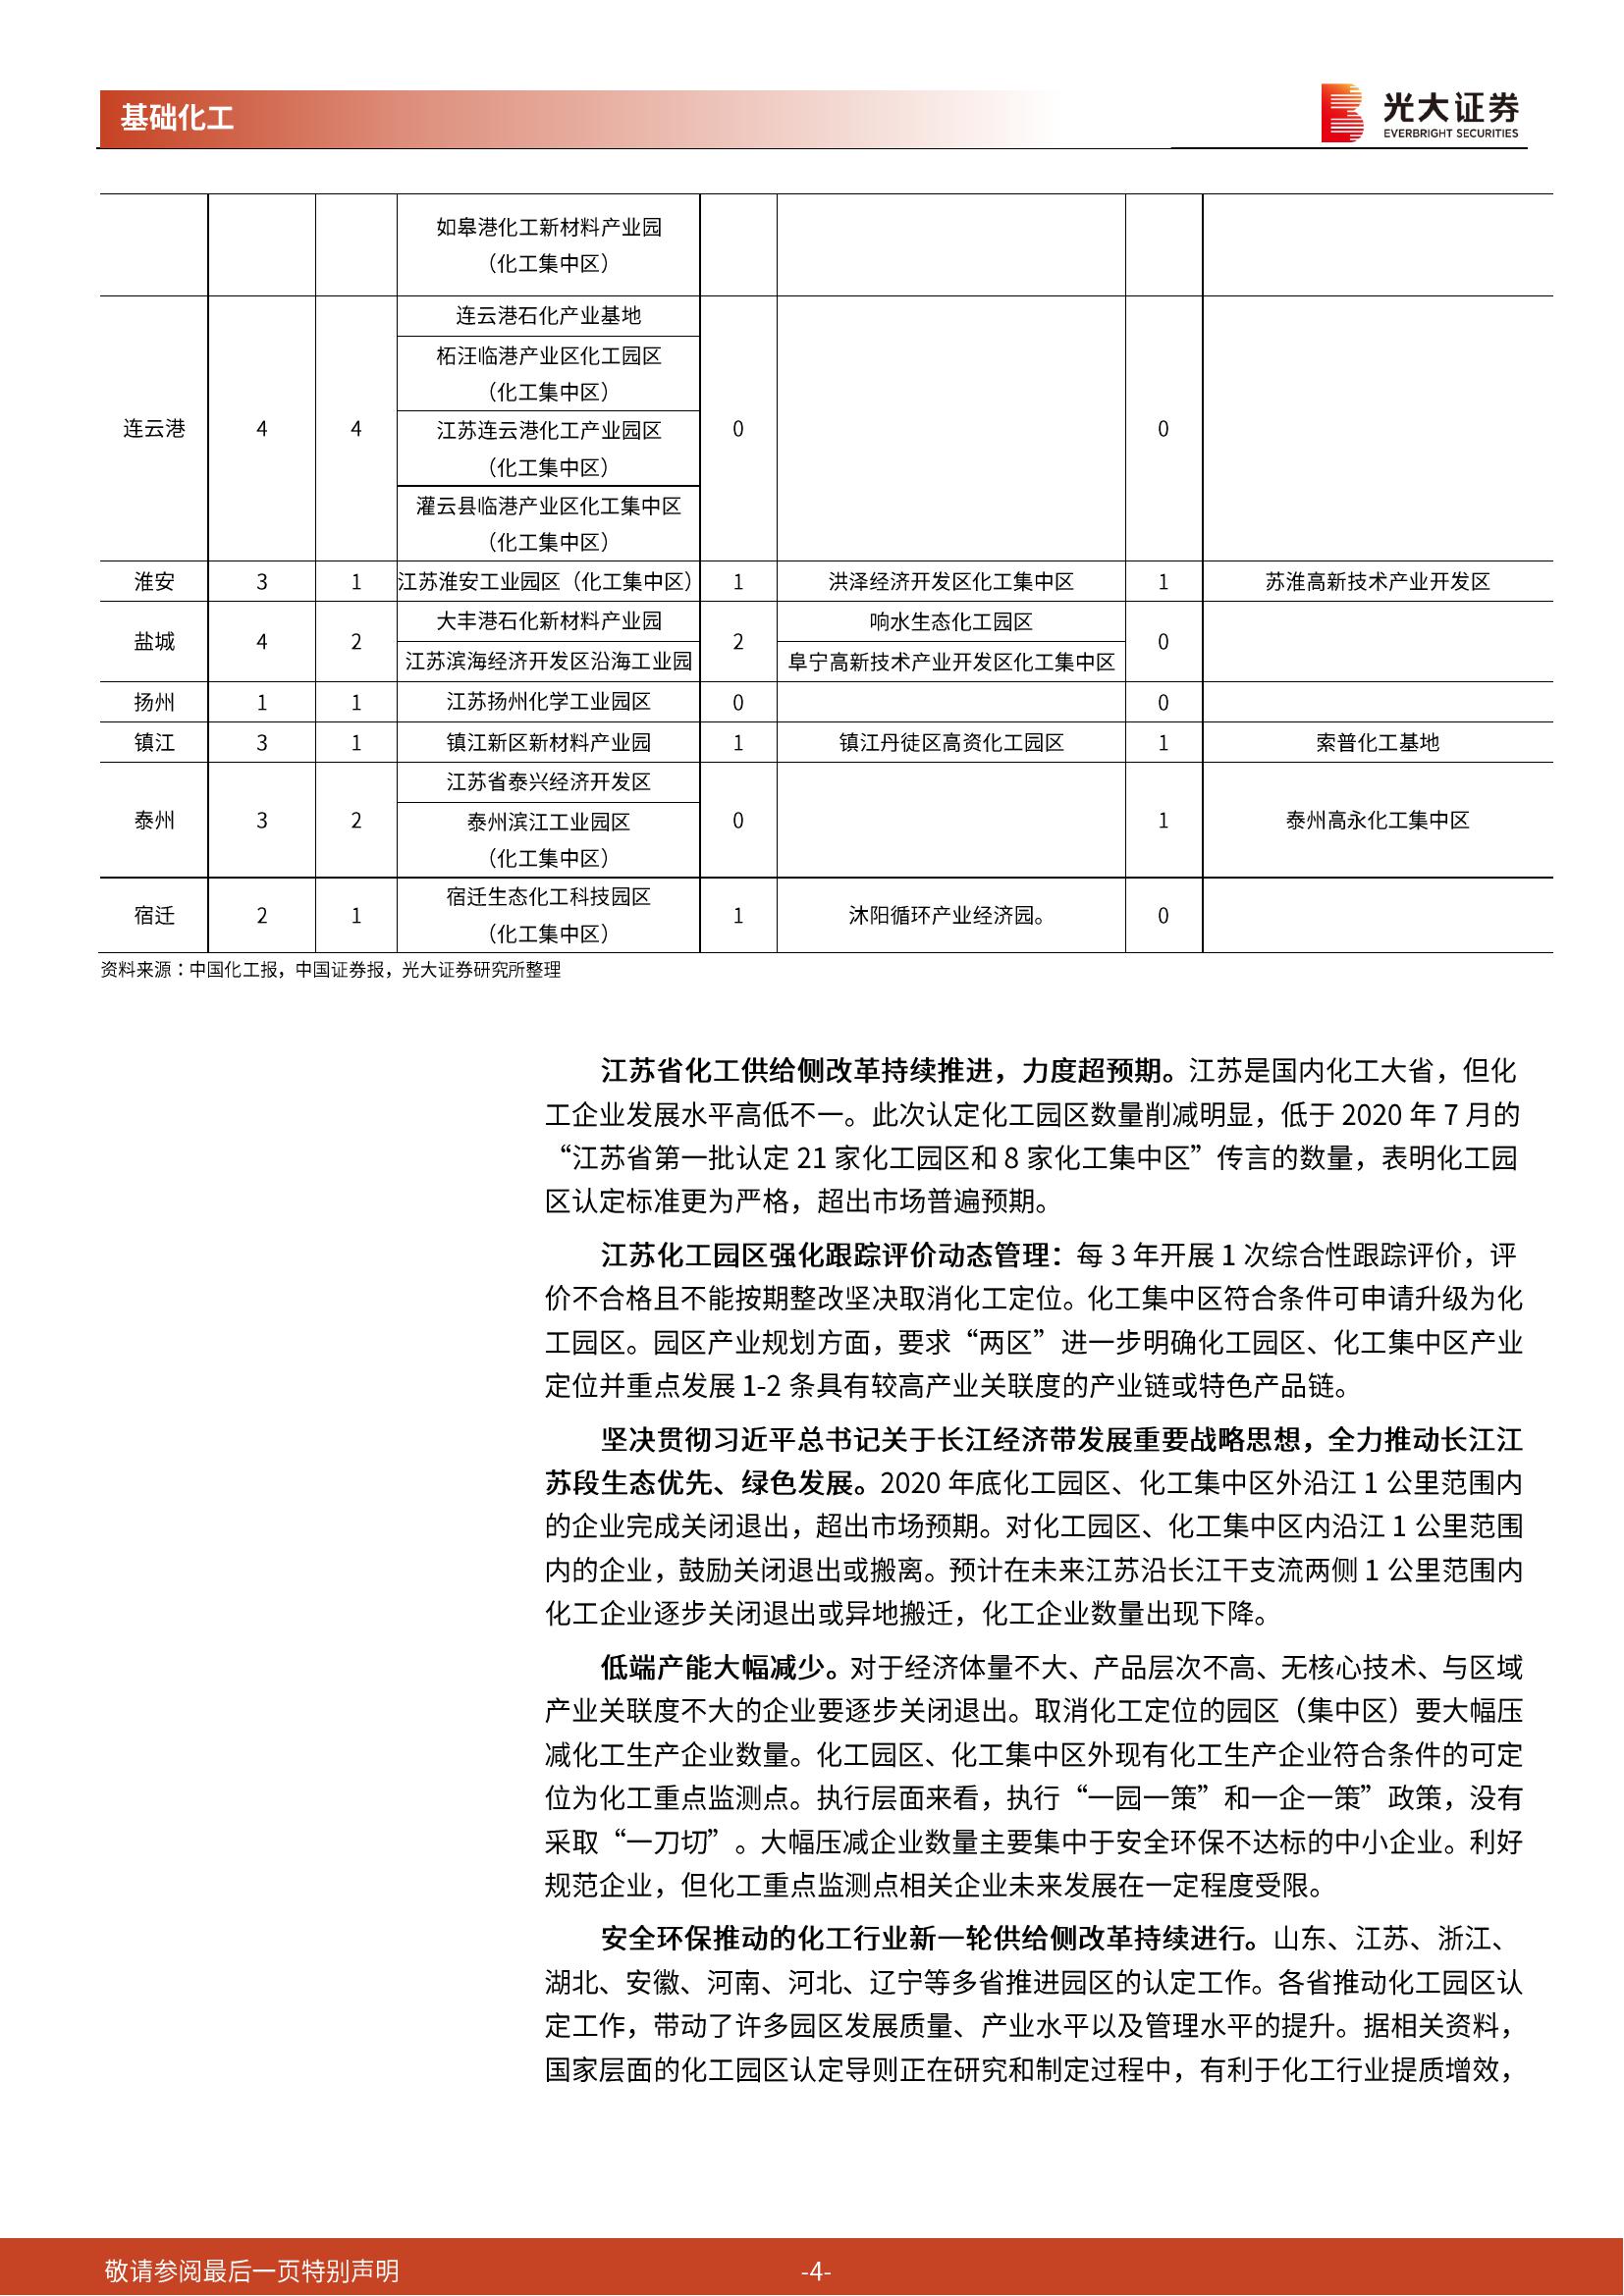 基础化工
光大证券
EVERBRIGHT SECURITIES
如皋港化工新材料产业园
（化工集中区）
连云港 4 4 连云港石化产业基地 0 0
柘汪临港产业区化工园区
（化工集中区）
江苏连云港化工产业园区
（化工集中区）
灌云县临港产业区化工集中区
（化工集中区）
淮安 3 1 江苏淮安工业园区（化工集中区） 1 洪泽经济开发区化工集中区 1 苏淮高新技术产业开发区
盐城 4 2 大丰港石化新材料产业园 2 响水生态化工园区 0
江苏滨海经济开发区沿海工业园 阜宁高新技术产业开发区化工集中区
扬州 1 1 江苏扬州化学工业园区 0 0
镇江 3 1 镇江新区新材料产业园 1 镇江丹徒区高资化工园区 1 索普化工基地
泰州 3 2 江苏省泰兴经济开发区 0 1 泰州高永化工集中区
泰州滨江工业园区
（化工集中区）
宿迁 2 1 宿迁生态化工科技园区 1 沐阳循环产业经济园。 0
（化工集中区）
资料来源：中国化工报，中国证券报，光大证券研究所整理
江苏省化工供给侧改革持续推进，力度超预期。江苏是国内化工大省，但化
工企业发展水平高低不一。此次认定化工园区数量削减明显，低于 2020 年 7 月的
“江苏省第一批认定 21 家化工园区和 8 家化工集中区”传言的数量，表明化工园
区认定标准更为严格，超出市场普遍预期。
江苏化工园区强化跟踪评价动态管理：每 3 年开展 1 次综合性跟踪评价，评
价不合格且不能按期整改坚决取消化工定位。化工集中区符合条件可申请升级为化
工园区。园区产业规划方面，要求“两区”进一步明确化工园区、化工集中区产业
定位并重点发展 1-2 条具有较高产业关联度的产业链或特色产品链。
坚决贯彻习近平总书记关于长江经济带发展重要战略思想，全力推动长江江
苏段生态优先、绿色发展。2020 年底化工园区、化工集中区外沿江 1 公里范围内
的企业完成关闭退出，超出市场预期。对化工园区、化工集中区内沿江 1 公里范围
内的企业，鼓励关闭退出或搬离。预计在未来江苏沿长江干支流两侧 1 公里范围内
化工企业逐步关闭退出或异地搬迁，化工企业数量出现下降。
低端产能大幅减少。对于经济体量不大、产品层次不高、无核心技术、与区域
产业关联度不大的企业要逐步关闭退出。取消化工定位的园区（集中区）要大幅压
减化工生产企业数量。化工园区、化工集中区外现有化工生产企业符合条件的可定
位为化工重点监测点。执行层面来看，执行“一园一策”和一企一策”政策，没有
采取“一刀切”。大幅压减企业数量主要集中于安全环保不达标的中小企业。利好
规范企业，但化工重点监测点相关企业未来发展在一定程度受限。
安全环保推动的化工行业新一轮供给侧改革持续进行。山东、江苏、浙江、
湖北、安徽、河南、河北、辽宁等多省推进园区的认定工作。各省推动化工园区认
定工作，带动了许多园区发展质量、产业水平以及管理水平的提升。据相关资料，
国家层面的化工园区认定导则正在研究和制定过程中，有利于化工行业提质增效，
敬请参阅最后一页特别声明
-4-